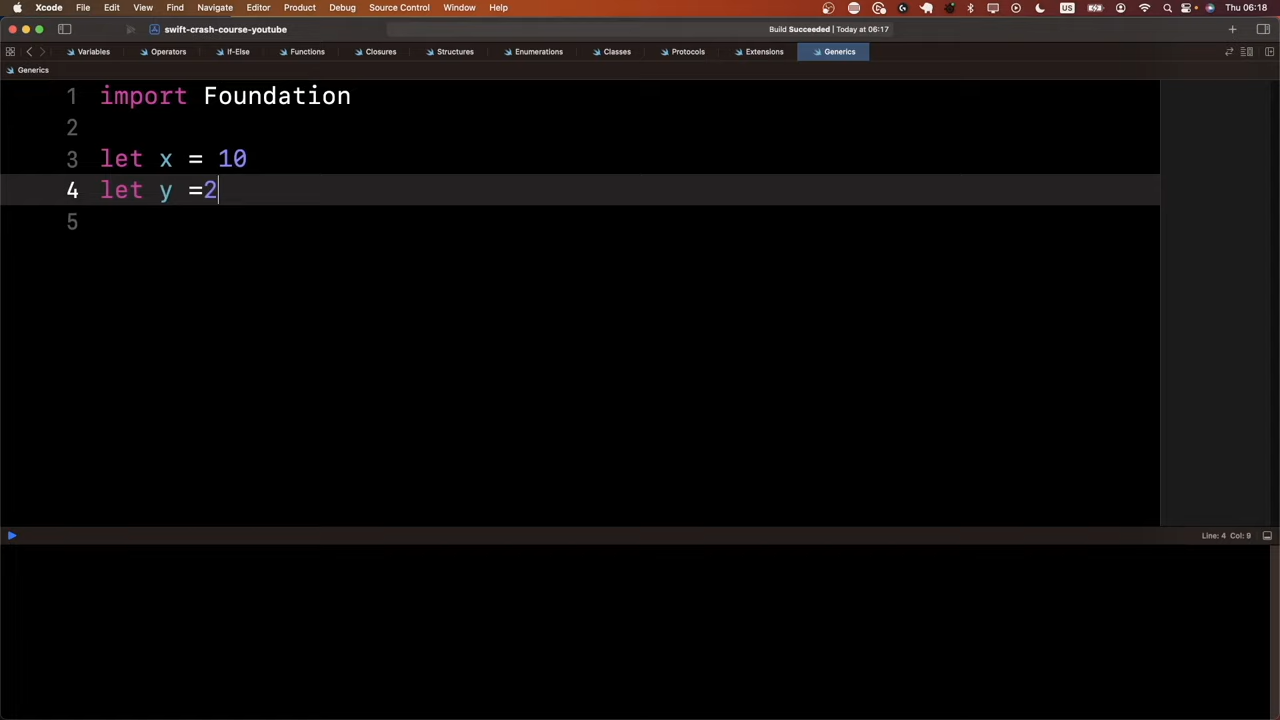 Xcode File Edit View Find Navigate Editor Product Debug Source Control Window Help US Thu 06:18
swift-crash-course-youtube Build Succeeded | Today at 06:17
Variables Operators If-Else Functions Closures Structures Enumerations Classes Protocols Extensions Generics
Generics
1 import Foundation
2
3 let x = 10
4 let y =2
5
Line: 4 Col: 9